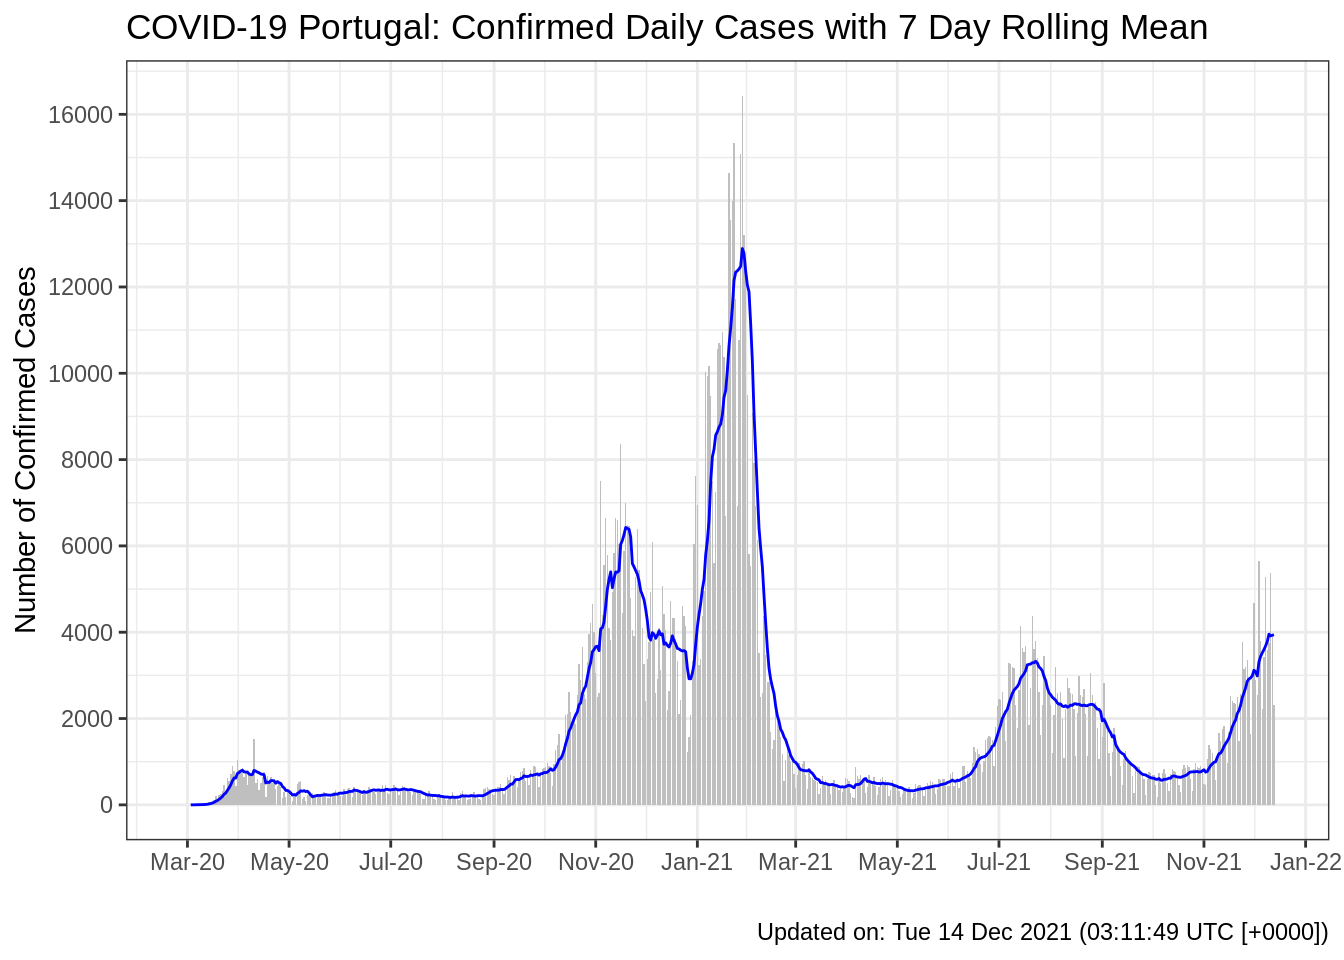 COVID-19 Portugal: Confirmed Daily Cases with 7 Day Rolling Mean
Number of Confirmed Cases
16000
14000
12000
10000
8000
6000
4000
2000
0
Mar-20 May-20 Jul-20 Sep-20 Nov-20 Jan-21 Mar-21 May-21 Jul-21 Sep-21 Nov-21 Jan-22
Updated on: Tue 14 Dec 2021 (03:11:49 UTC [+0000])